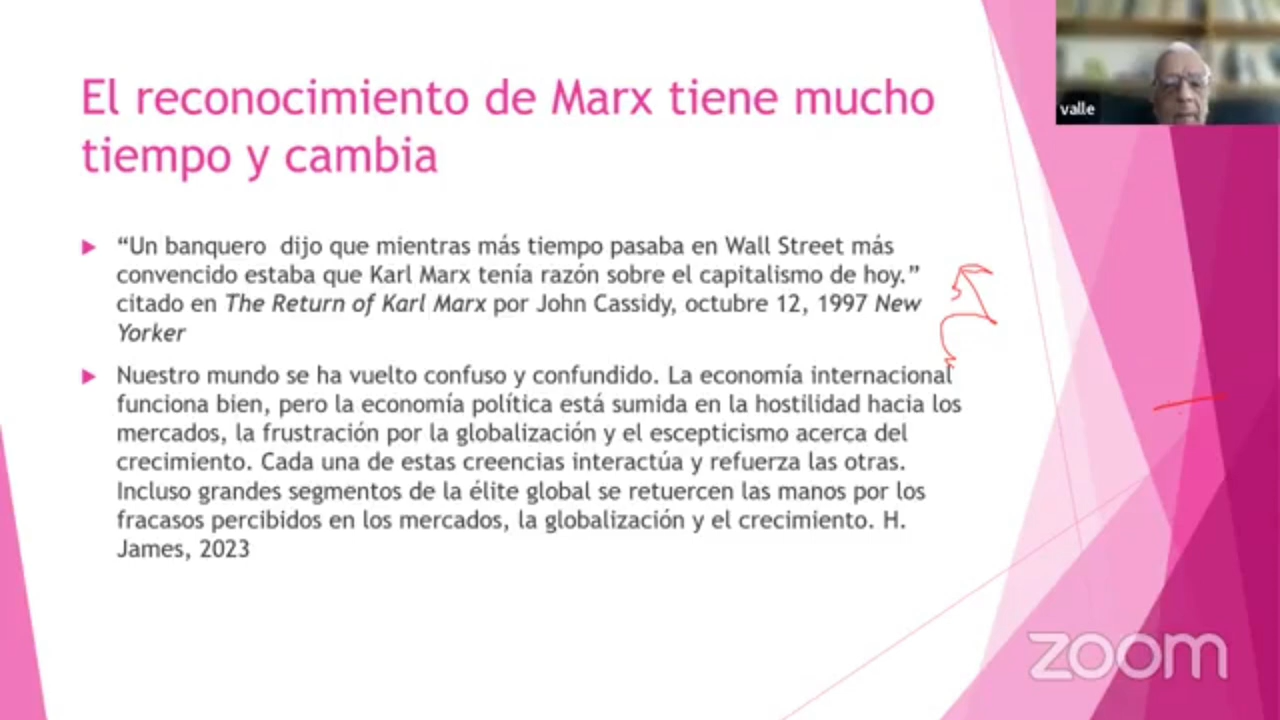 El reconocimiento de Marx tiene mucho
tiempo y cambia
valle
“Un banquero  dijo que mientras más tiempo pasaba en Wall Street más
convencido estaba que Karl Marx tenía razón sobre el capitalismo de hoy.”
citado en The Return of Karl Marx por John Cassidy, octubre 12, 1997 New
Yorker
Nuestro mundo se ha vuelto confuso y confundido. La economía internacional
funciona bien, pero la economía política está sumida en la hostilidad hacia los
mercados, la frustración por la globalización y el escepticismo acerca del
crecimiento. Cada una de estas creencias interactúa y refuerza las otras.
Incluso grandes segmentos de la élite global se retuercen las manos por los
fracasos percibidos en los mercados, la globalización y el crecimiento. H.
James, 2023
zoom